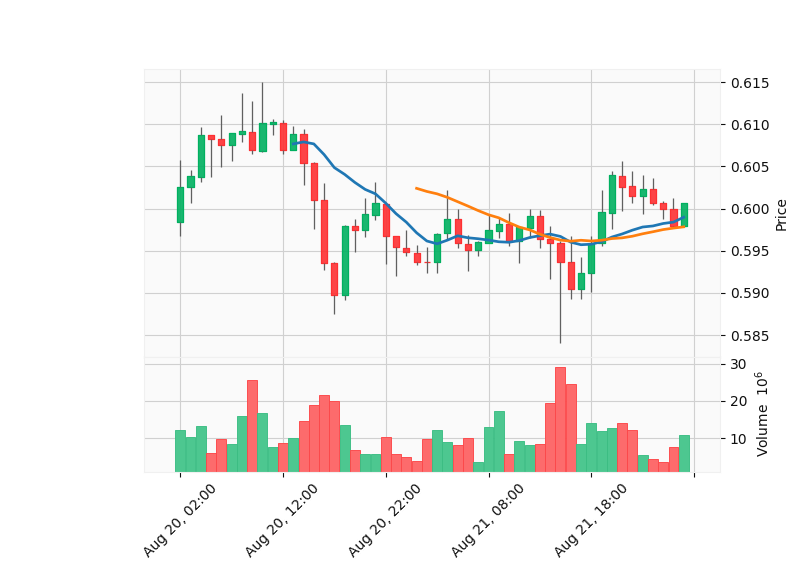 0.615
0.610
0.605
0.600
0.595
0.590
0.585
Price
30
20
10
Volume 10^6
Aug 20, 02:00
Aug 20, 12:00
Aug 20, 22:00
Aug 21, 08:00
Aug 21, 18:00